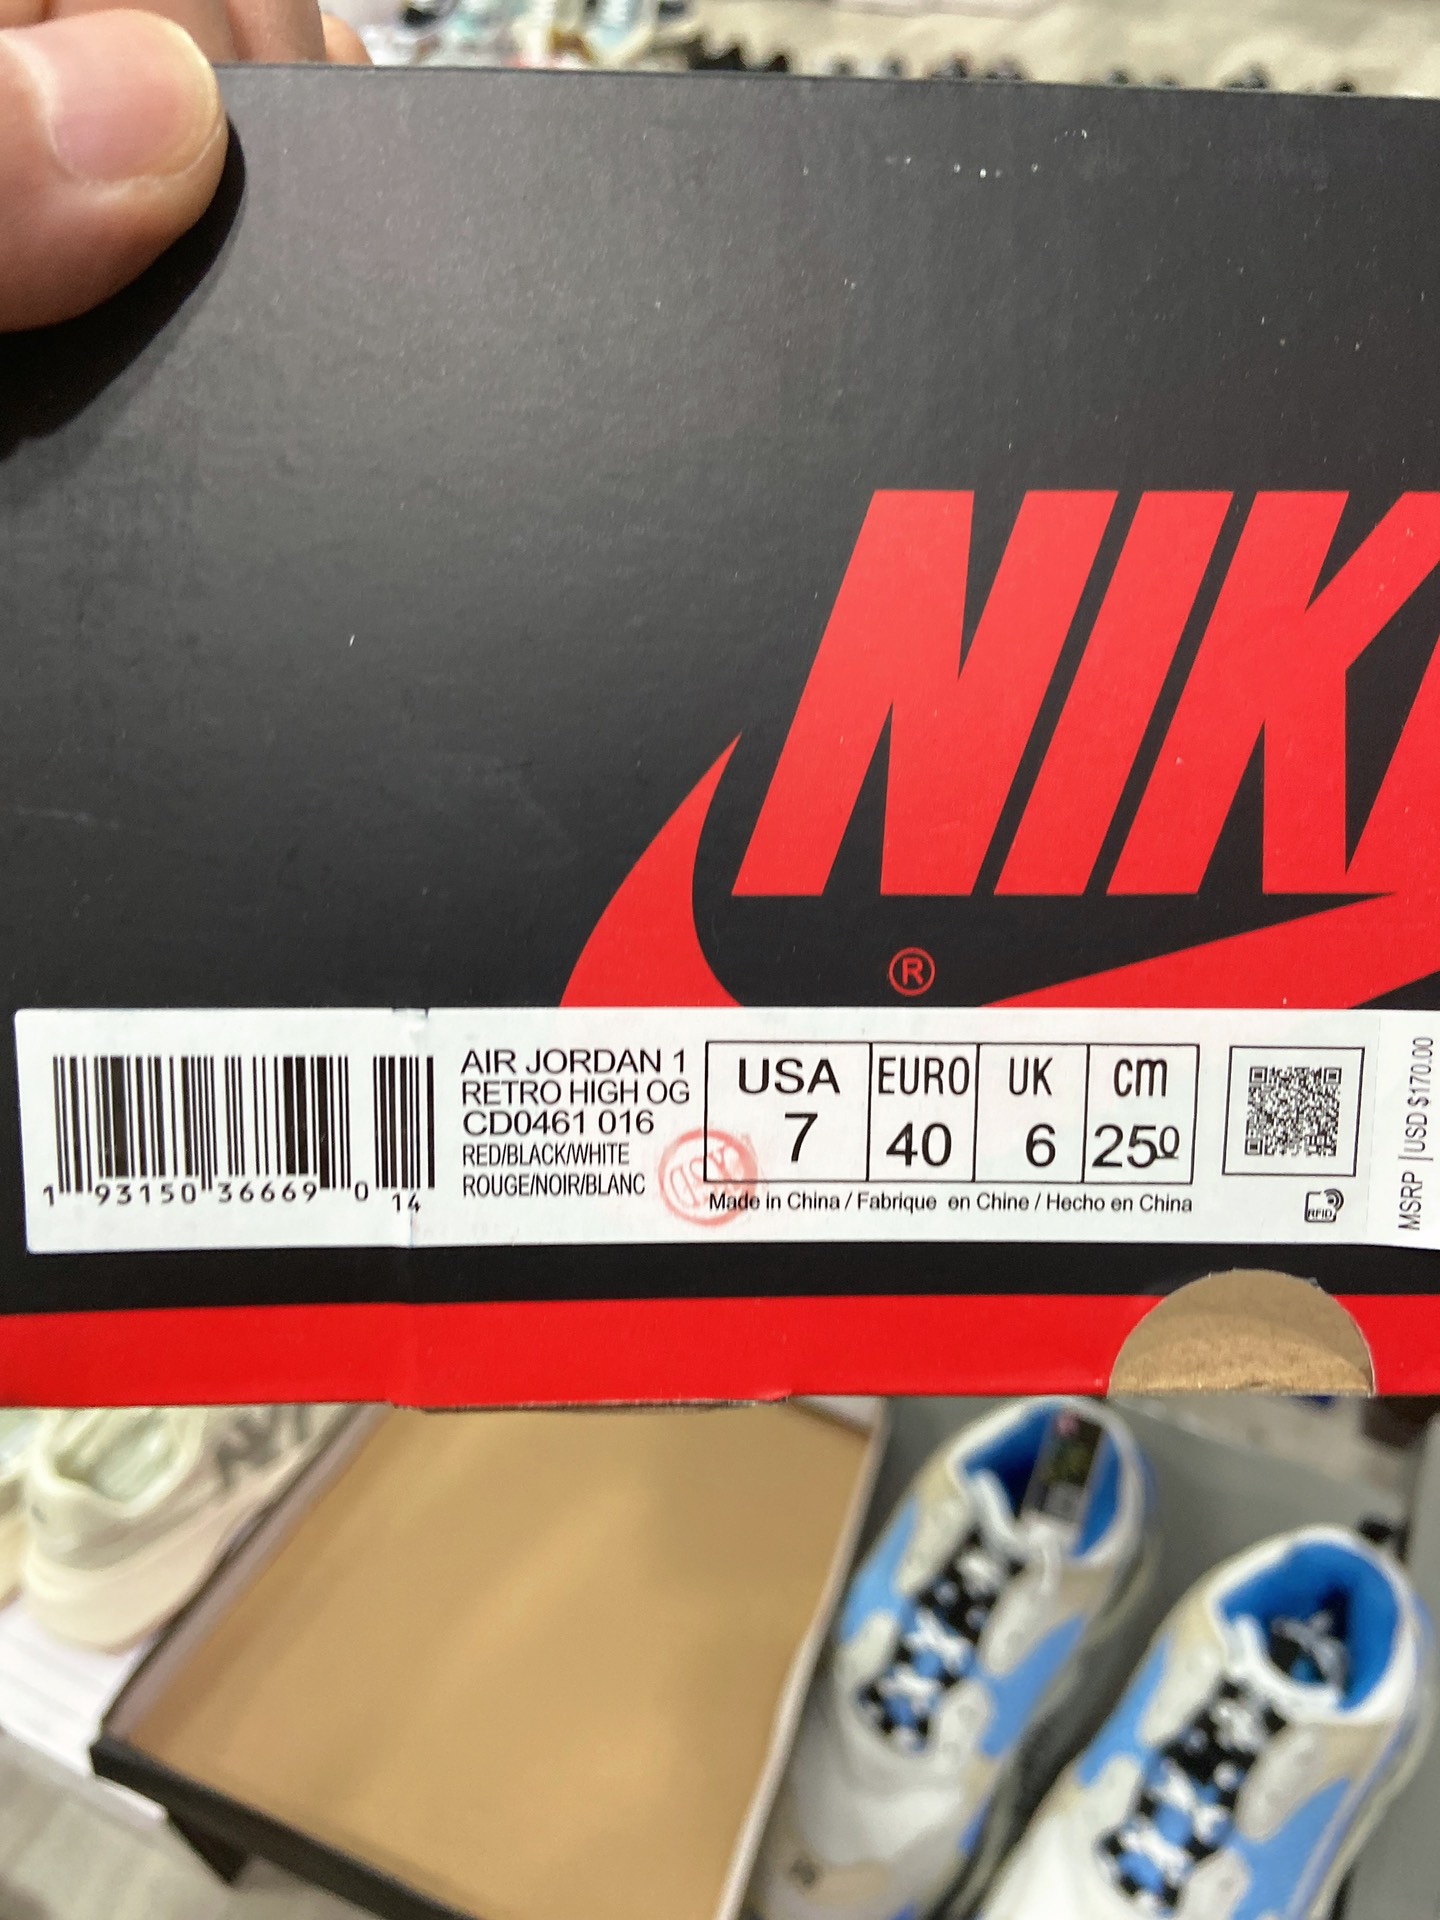 NIK
®
AIR JORDAN 1
RETRO HIGH OG
CD0461 016
RED/BLACK/WHITE
ROUGE/NOIR/BLANC
USA EURO UK cm
7 40 6 250
Made in China / Fabrique en Chine / Hecho en China
1 93150 36669 0 14
RFID
MSRP | USD $170.00